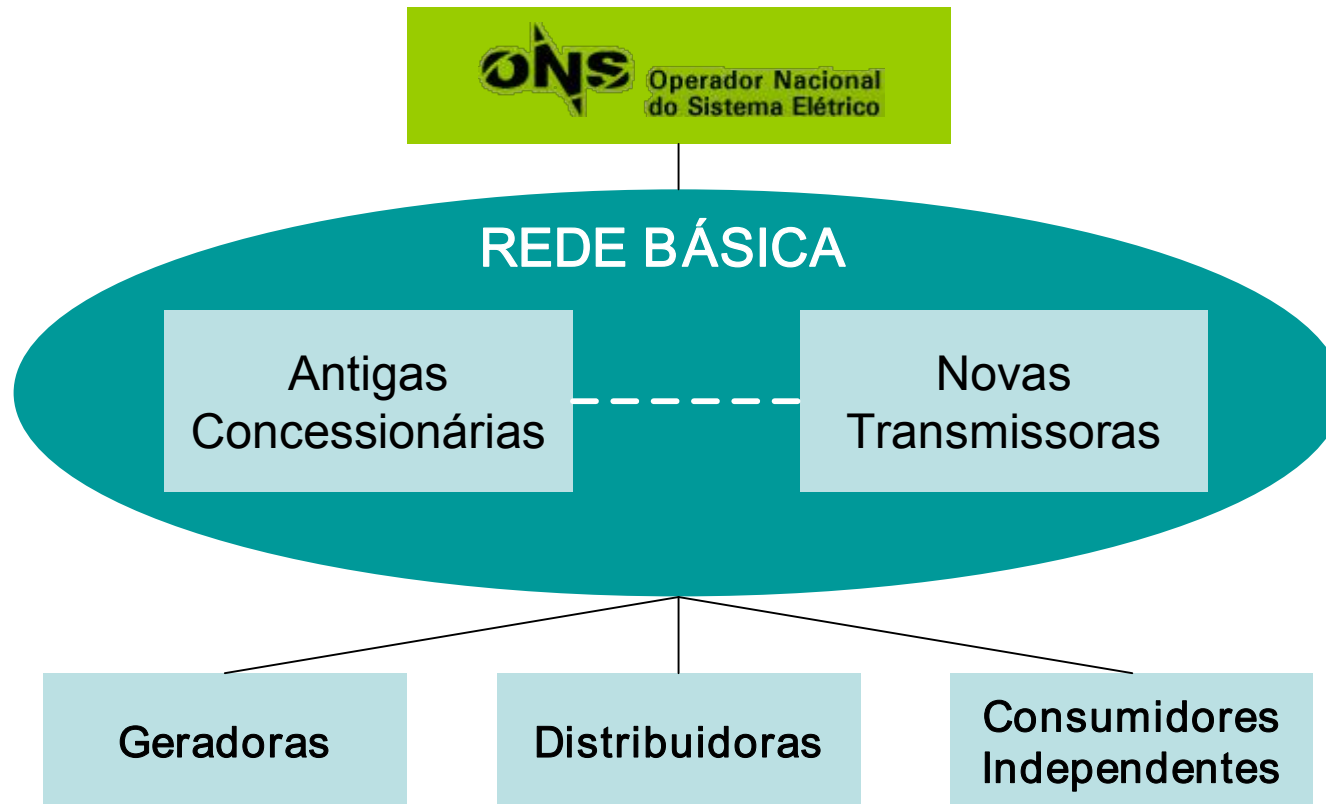 ONS Operador Nacional
do Sistema Elétrico
REDE BÁSICA
Antigas
Concessionárias
Novas
Transmissoras
Geradoras
Distribuidoras
Consumidores
Independentes